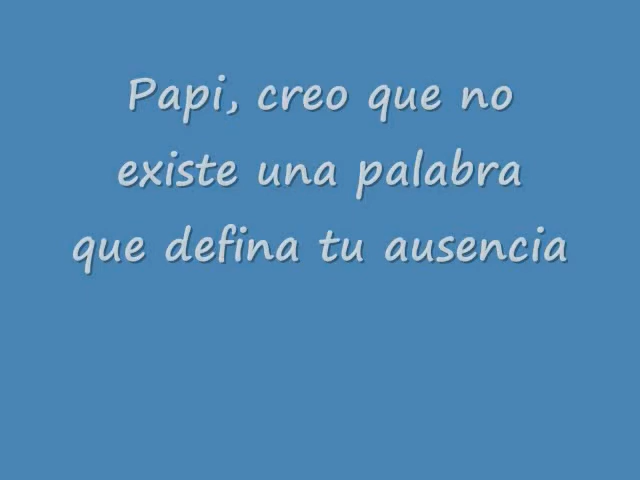 Papi, creo que no
existe una palabra
que defina tu ausencia